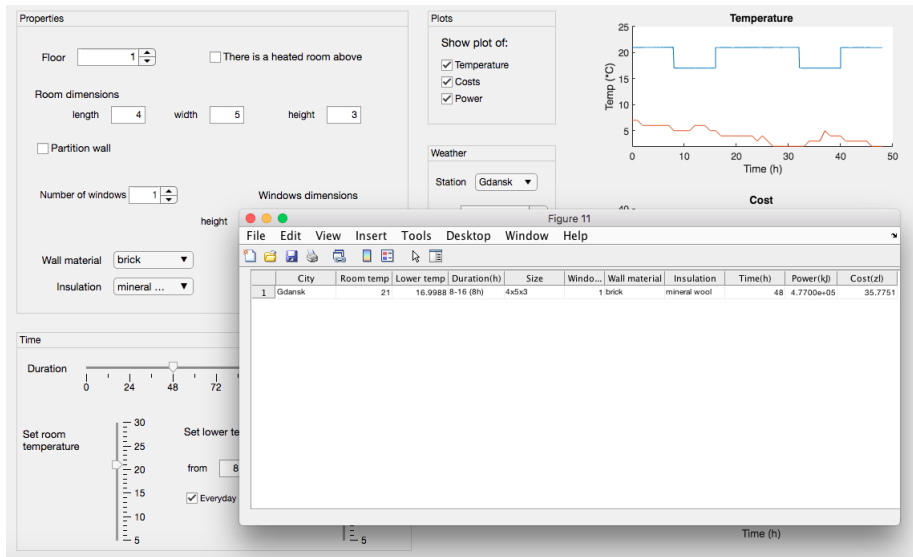 Properties
Floor 1 There is a heated room above
Room dimensions
length 4 width 5 height 3
Partition wall
Number of windows 1 Windows dimensions
height
Wall material brick
Insulation mineral ...
Plots
Show plot of:
Temperature
Costs
Power
Weather
Station Gdansk
Temperature
Temp (°C)
25
20
15
10
5
0 10 20 30 40 50
Time (h)
Cost
40
Figure 11
File Edit View Insert Tools Desktop Window Help
City Room temp Lower temp Duration(h) Size Windo... Wall material Insulation Time(h) Power(kJ) Cost(zl)
1 Gdansk 21 16.9988 8-16 (8h) 4x5x3 1 brick mineral wool 48 4.7700e+05 35.7751
Time
Duration
0 24 48 72
Set room
temperature
30
25
20
15
10
5
Set lower te
from 8
Everyday
5
Time (h)